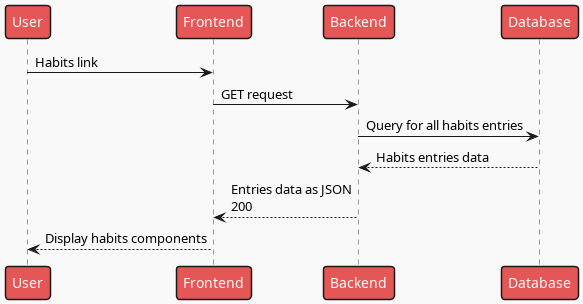 User
Frontend
Backend
Database
Habits link
GET request
Query for all habits entries
Habits entries data
Entries data as JSON
200
Display habits components
User
Frontend
Backend
Database